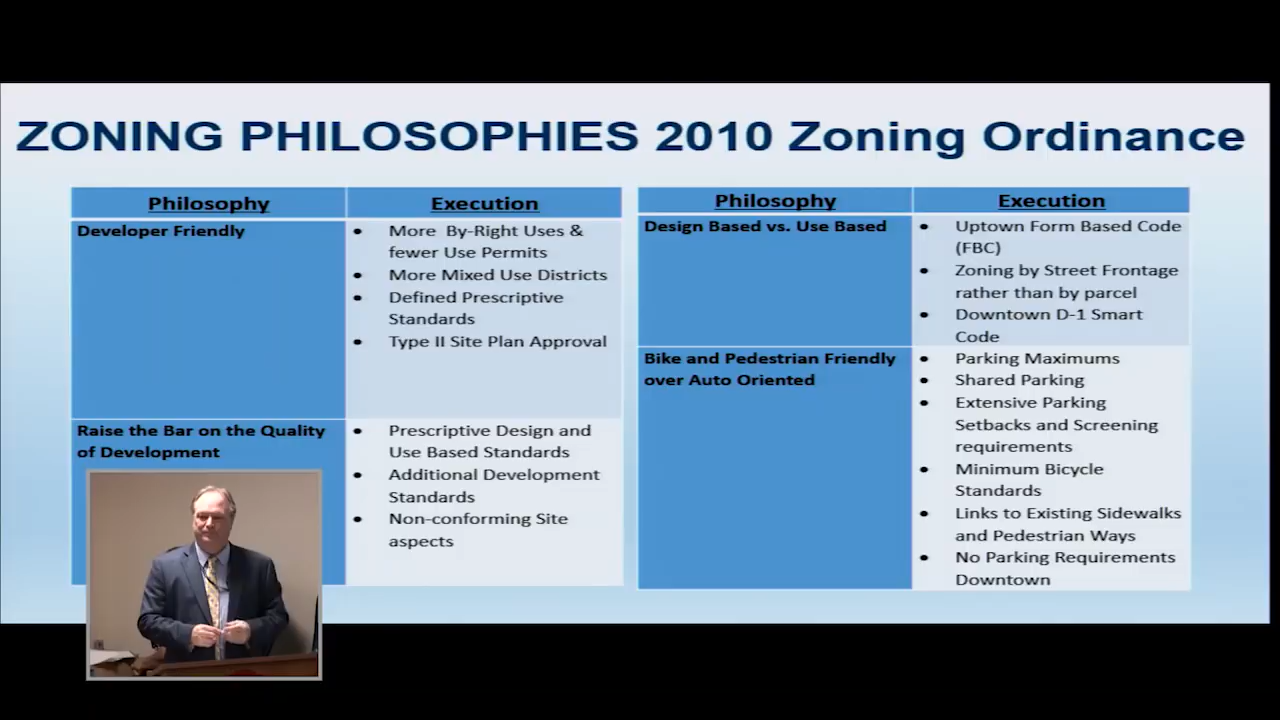 ZONING PHILOSOPHIES 2010 Zoning Ordinance
Philosophy
Execution
Developer Friendly
• More By-Right Uses &
fewer Use Permits
• More Mixed Use Districts
• Defined Prescriptive
Standards
• Type II Site Plan Approval
Raise the Bar on the Quality
of Development
• Prescriptive Design and
Use Based Standards
• Additional Development
Standards
• Non-conforming Site
aspects
Philosophy
Execution
Design Based vs. Use Based
• Uptown Form Based Code
(FBC)
• Zoning by Street Frontage
rather than by parcel
• Downtown D-1 Smart
Code
Bike and Pedestrian Friendly
over Auto Oriented
• Parking Maximums
• Shared Parking
• Extensive Parking
Setbacks and Screening
requirements
• Minimum Bicycle
Standards
• Links to Existing Sidewalks
and Pedestrian Ways
• No Parking Requirements
Downtown